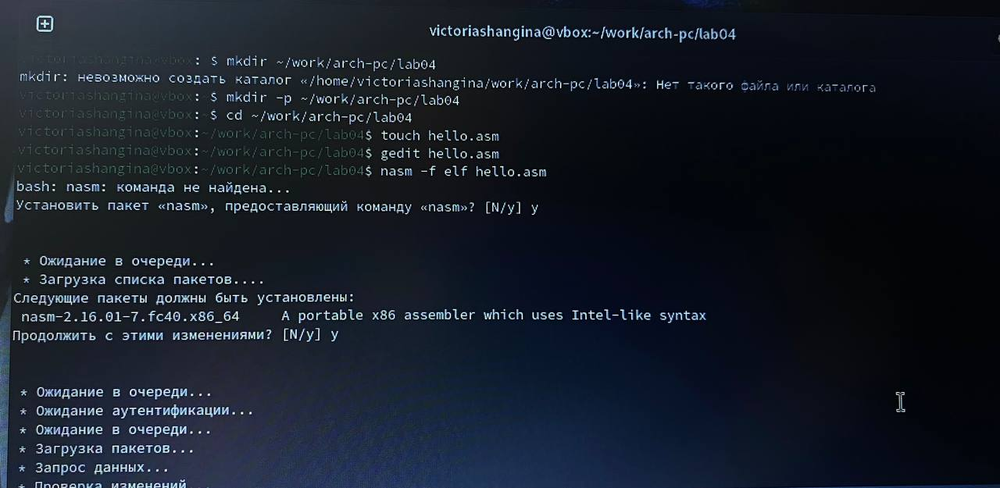 victoriashangina@vbox:~/work/arch-pc/lab04
victoriashangina@vbox: $ mkdir ~/work/arch-pc/lab04
mkdir: невозможно создать каталог «/home/victoriashangina/work/arch-pc/lab04»: Нет такого файла или каталога
victoriashangina@vbox: $ mkdir -p ~/work/arch-pc/lab04
victoriashangina@vbox: $ cd ~/work/arch-pc/lab04
victoriashangina@vbox:~/work/arch-pc/lab04$ touch hello.asm
victoriashangina@vbox:~/work/arch-pc/lab04$ gedit hello.asm
victoriashangina@vbox:~/work/arch-pc/lab04$ nasm -f elf hello.asm
bash: nasm: команда не найдена...
Установить пакет «nasm», предоставляющий команду «nasm»? [N/y] y
* Ожидание в очереди...
* Загрузка списка пакетов....
Следующие пакеты должны быть установлены:
nasm-2.16.01-7.fc40.x86_64 A portable x86 assembler which uses Intel-like syntax
Продолжить с этими изменениями? [N/y] y
* Ожидание в очереди...
* Ожидание аутентификации...
* Ожидание в очереди...
* Загрузка пакетов...
* Запрос данных...
* Проверка изменений...